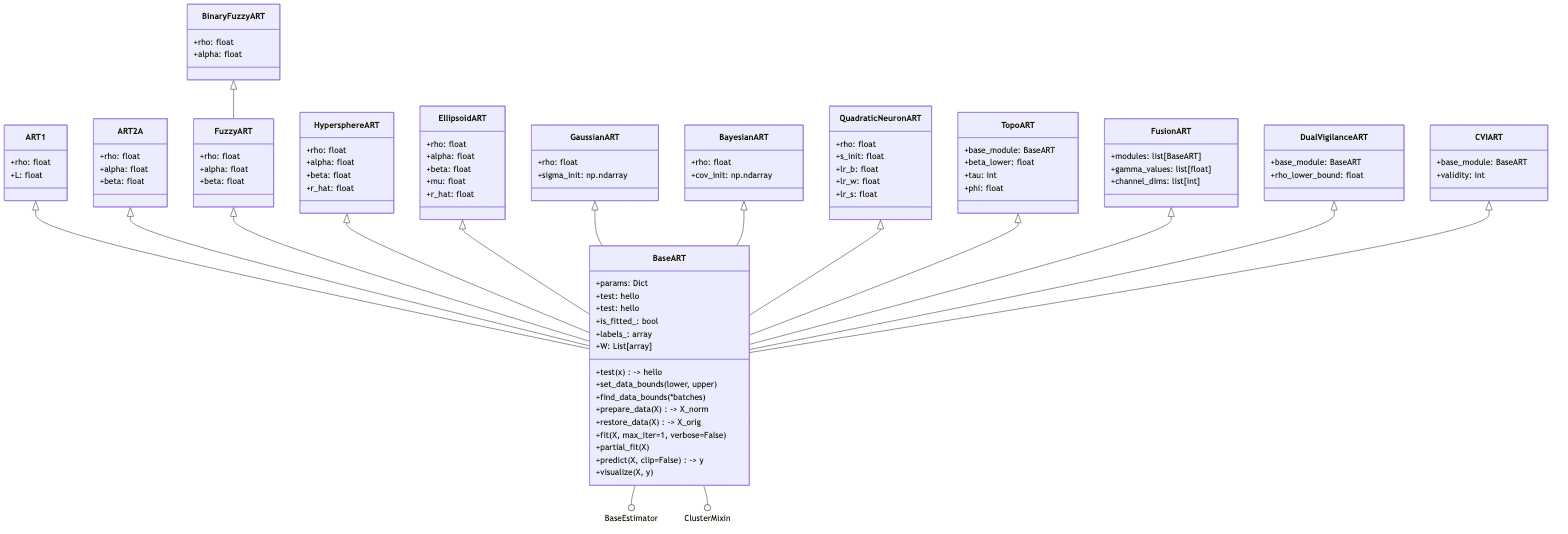 BinaryFuzzyART
+rho: float
+alpha: float
ART1
+rho: float
+L: float
ART2A
+rho: float
+alpha: float
+beta: float
FuzzyART
+rho: float
+alpha: float
+beta: float
HypersphereART
+rho: float
+alpha: float
+beta: float
+r_hat: float
EllipsoidART
+rho: float
+alpha: float
+beta: float
+mu: float
+r_hat: float
GaussianART
+rho: float
+sigma_init: np.ndarray
BayesianART
+rho: float
+cov_init: np.ndarray
QuadraticNeuronART
+rho: float
+s_init: float
+lr_b: float
+lr_w: float
+lr_s: float
TopoART
+base_module: BaseART
+beta_lower: float
+tau: int
+phi: float
FusionART
+modules: list[BaseART]
+gamma_values: list[float]
+channel_dims: list[int]
DualVigilanceART
+base_module: BaseART
+rho_lower_bound: float
CVIART
+base_module: BaseART
+validity: int
BaseART
+params: Dict
+test: hello
+test: hello
+is_fitted_: bool
+labels_: array
+W: List[array]
+test(x) : -> hello
+set_data_bounds(lower, upper)
+find_data_bounds(*batches)
+prepare_data(X) : -> X_norm
+restore_data(X) : -> X_orig
+fit(X, max_iter=1, verbose=False)
+partial_fit(X)
+predict(X, clip=False) : -> y
+visualize(X, y)
BaseEstimator
ClusterMixin